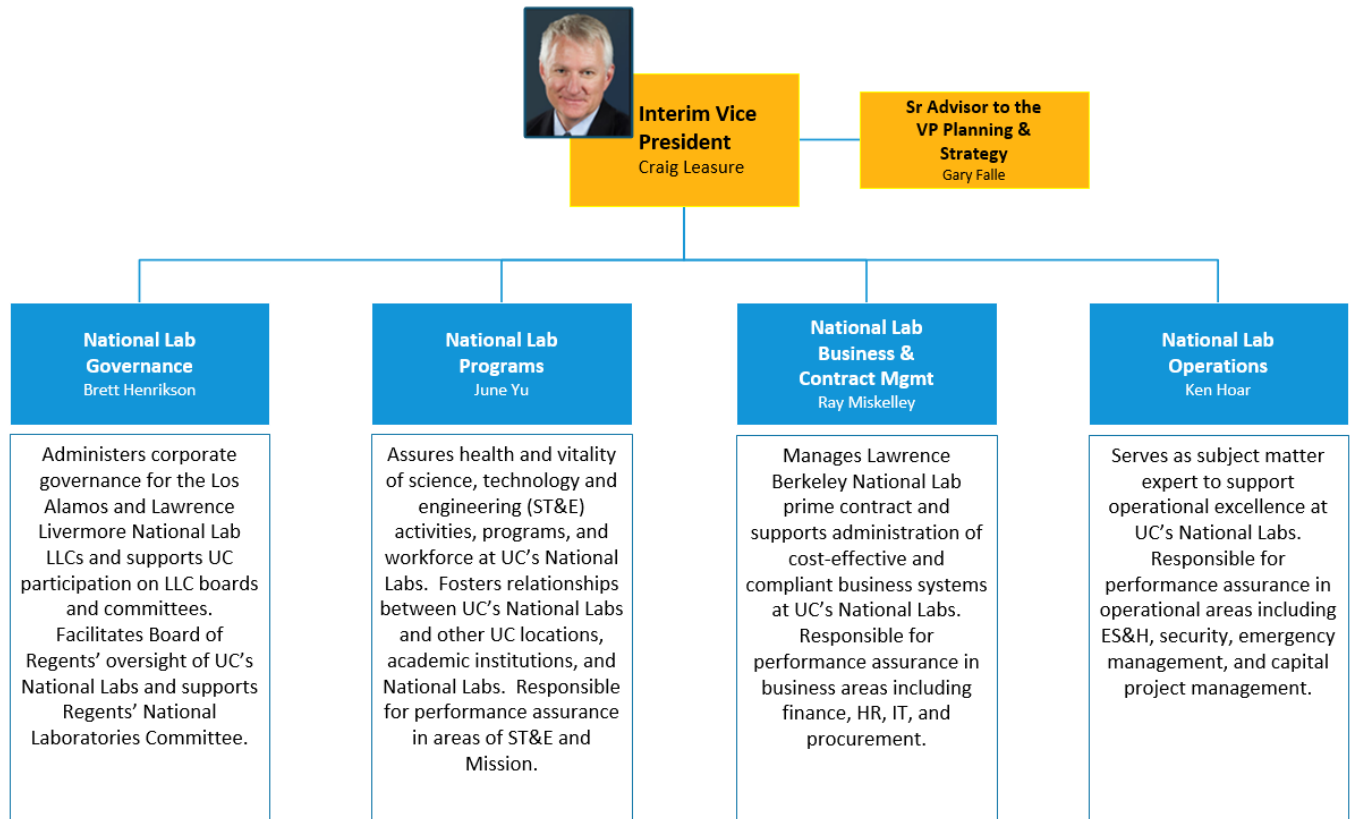 Interim Vice
President
Craig Leasure
Sr Advisor to the
VP Planning &
Strategy
Gary Falle
National Lab
Governance
Brett Henrikson
Administers corporate
governance for the Los
Alamos and Lawrence
Livermore National Lab
LLCs and supports UC
participation on LLC boards
and committees.
Facilitates Board of
Regents’ oversight of UC’s
National Labs and supports
Regents’ National
Laboratories Committee.
National Lab
Programs
June Yu
Assures health and vitality
of science, technology and
engineering (ST&E)
activities, programs, and
workforce at UC’s National
Labs.  Fosters relationships
between UC’s National Labs
and other UC locations,
academic institutions, and
National Labs.  Responsible
for performance assurance
in areas of ST&E and
Mission.
National Lab
Business &
Contract Mgmt
Ray Miskelley
Manages Lawrence
Berkeley National Lab
prime contract and
supports administration of
cost-effective and
compliant business systems
at UC’s National Labs.
Responsible for
performance assurance in
business areas including
finance, HR, IT, and
procurement.
National Lab
Operations
Ken Hoar
Serves as subject matter
expert to support
operational excellence at
UC’s National Labs.
Responsible for
performance assurance in
operational areas including
ES&H, security, emergency
management, and capital
project management.